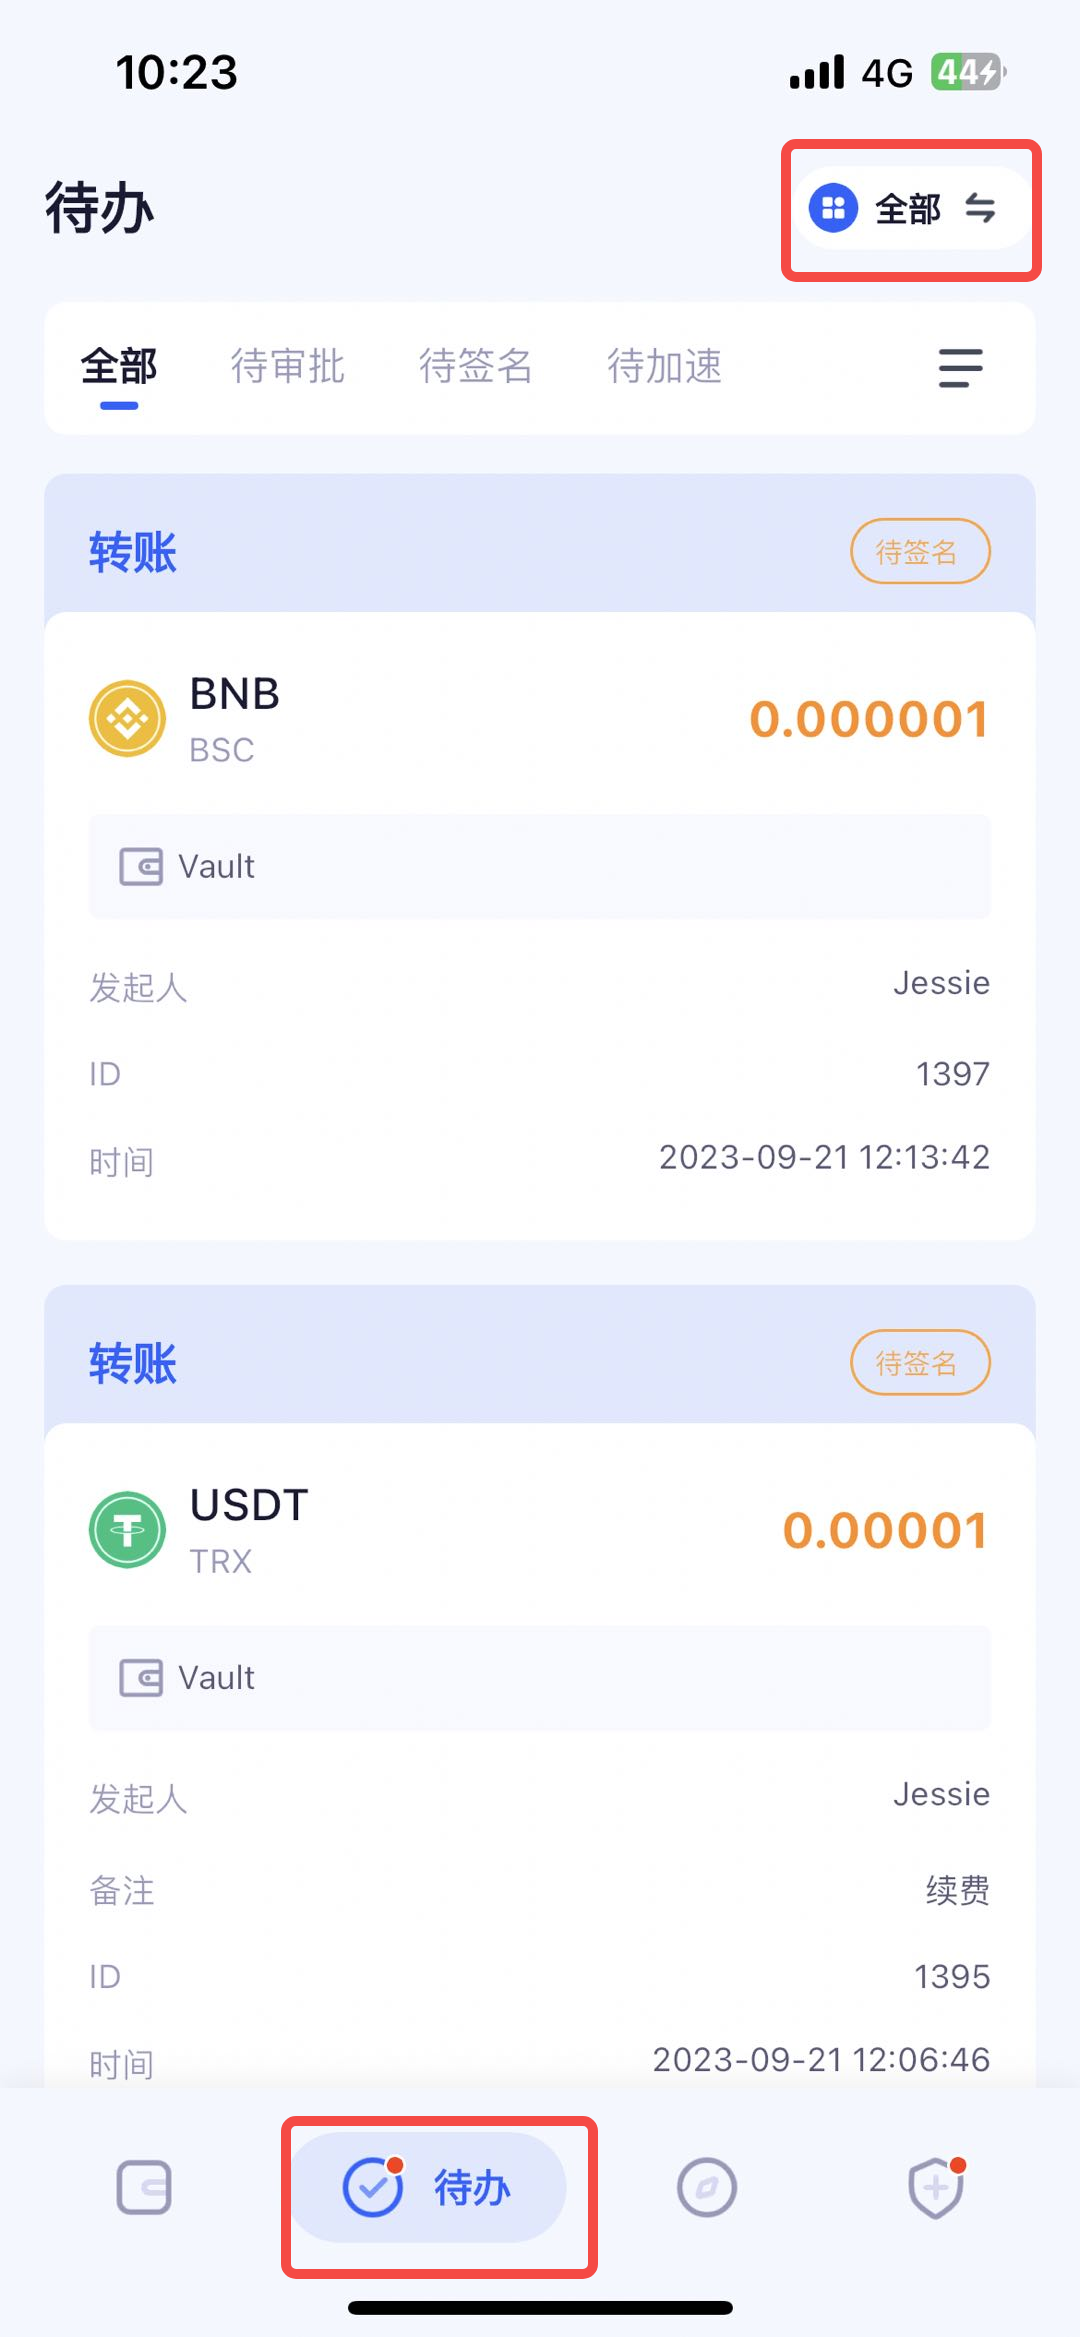 10:23 4G 44
待办 全部
全部 待审批 待签名 待加速
转账 待签名
BNB
BSC
0.000001
Vault
发起人 Jessie
ID 1397
时间 2023-09-21 12:13:42
转账 待签名
USDT
TRX
0.00001
Vault
发起人 Jessie
备注 续费
ID 1395
时间 2023-09-21 12:06:46
待办